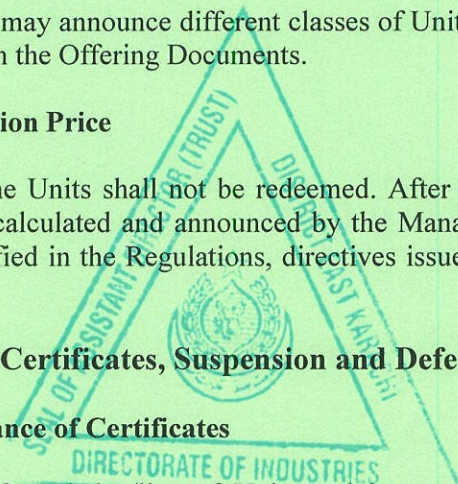 may announce different classes of Unit
the Offering Documents.
ion Price
Units shall not be redeemed. After
calculated and announced by the Mana
fied in the Regulations, directives issue
Certificates, Suspension and Defe
ance of Certificates
SEAL OF ASSISTANT DIRECTOR (TRUST)
DISTRICT EAST KARACHI
DIRECTORATE OF INDUSTRIES